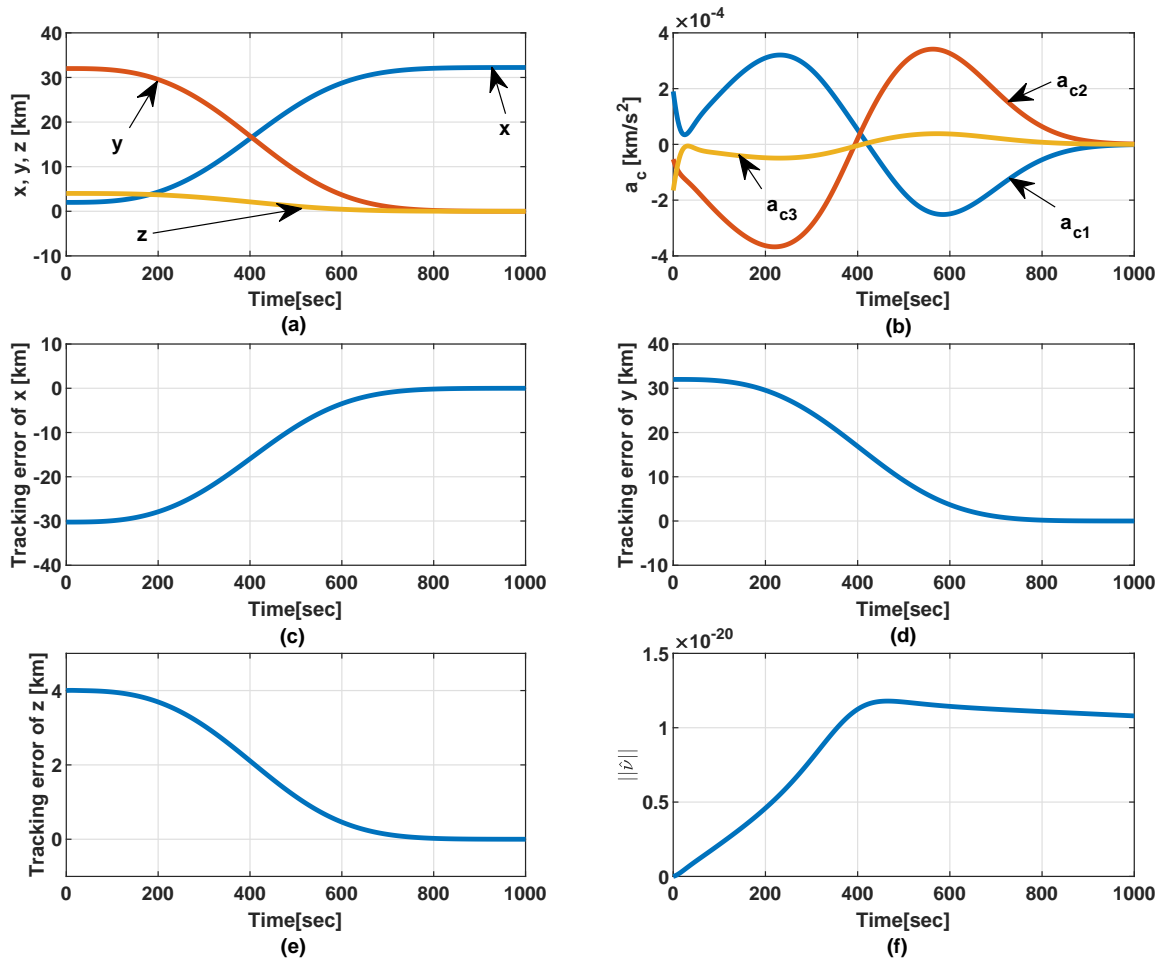 x, y, z [km]
40
30
20
10
0
-10
y
x
z
0 200 400 600 800 1000
Time[sec]
(a)
×10-4
a_c [km/s^2]
4
2
0
-2
-4
a_c2
a_c3
a_c1
0 200 400 600 800 1000
Time[sec]
(b)
Tracking error of x [km]
10
0
-10
-20
-30
-40
0 200 400 600 800 1000
Time[sec]
(c)
Tracking error of y [km]
40
30
20
10
0
-10
0 200 400 600 800 1000
Time[sec]
(d)
Tracking error of z [km]
4
2
0
0 200 400 600 800 1000
Time[sec]
(e)
×10-20
||ν̂||
1.5
1
0.5
0
0 200 400 600 800 1000
Time[sec]
(f)